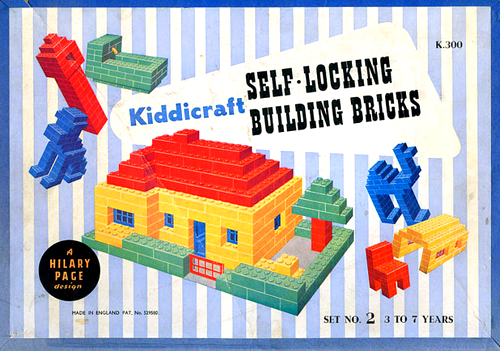 K.300
SELF-LOCKING
Kiddicraft BUILDING BRICKS
A
HILARY
PAGE
design
MADE IN ENGLAND PAT. No. 529580.
SET NO. 2 3 TO 7 YEARS